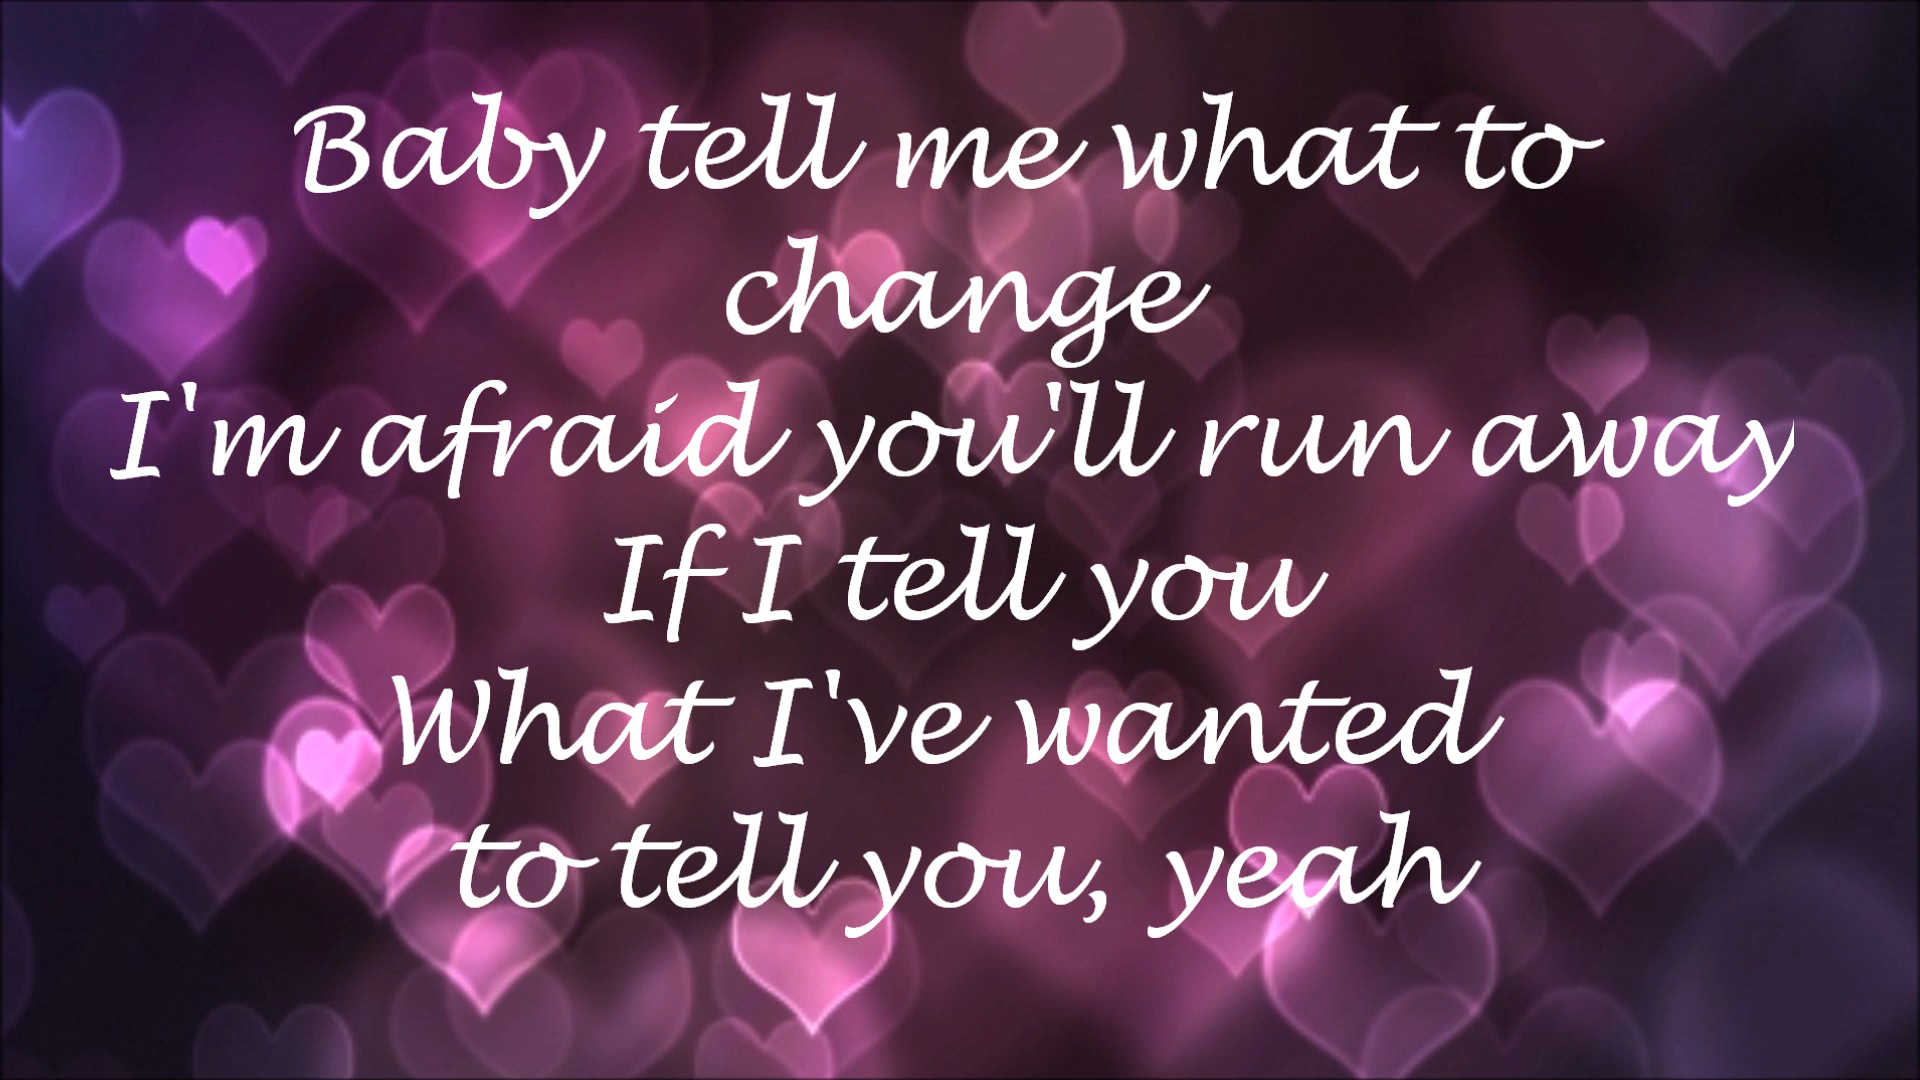 Baby tell me what to
change
I'm afraid you'll run away
If I tell you
What I've wanted
to tell you, yeah